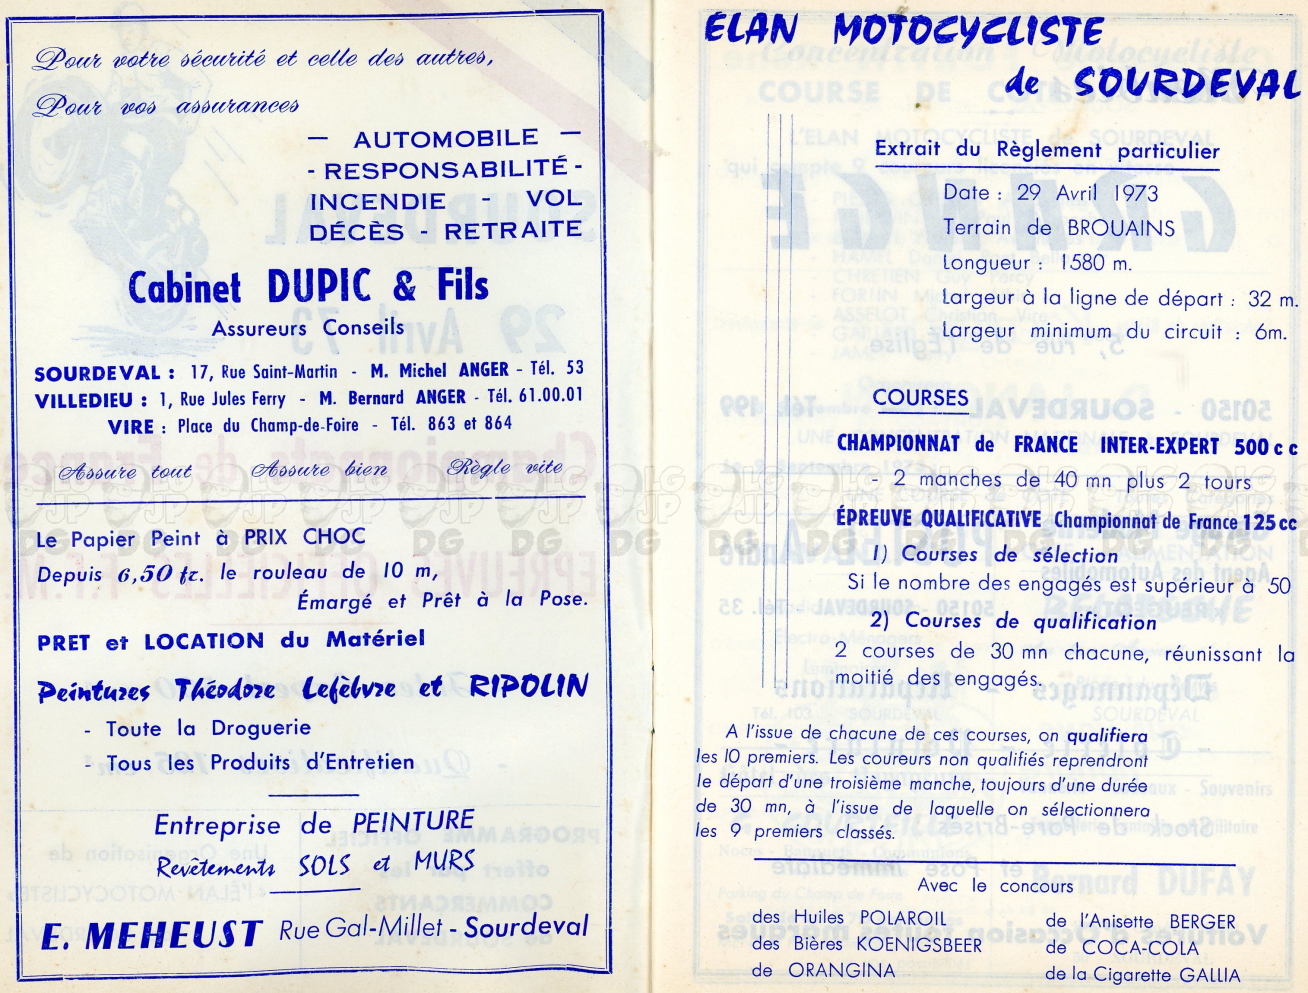 Pour votre sécurité et celle des autres,
Pour vos assurances
— AUTOMOBILE —
- RESPONSABILITÉ -
INCENDIE - VOL
DÉCÈS - RETRAITE
Cabinet DUPIC & Fils
Assureurs Conseils
SOURDEVAL : 17, Rue Saint-Martin - M. Michel ANGER - Tél. 53
VILLEDIEU : 1, Rue Jules Ferry - M. Bernard ANGER - Tél. 61.00.01
VIRE : Place du Champ-de-Foire - Tél. 863 et 864
Assure tout Assure bien Règle vite
Le Papier Peint à PRIX CHOC
Depuis 6,50 fr. le rouleau de 10 m,
Émargé et Prêt à la Pose.
PRET et LOCATION du Matériel
Peintures Théodore Lefèbvre et RIPOLIN
- Toute la Droguerie
- Tous les Produits d'Entretien
Entreprise de PEINTURE
Revêtements SOLS et MURS
E. MEHEUST Rue Gal-Millet - Sourdeval
ELAN MOTOCYCLISTE
de SOURDEVAL
Extrait du Règlement particulier
Date : 29 Avril 1973
Terrain de BROUAINS
Longueur : 1580 m.
Largeur à la ligne de départ : 32 m.
Largeur minimum du circuit : 6m.
COURSES
CHAMPIONNAT de FRANCE INTER-EXPERT 500 cc
- 2 manches de 40 mn plus 2 tours
ÉPREUVE QUALIFICATIVE Championnat de France 125 cc
1) Courses de sélection
Si le nombre des engagés est supérieur à 50
2) Courses de qualification
2 courses de 30 mn chacune, réunissant la
moitié des engagés.
A l'issue de chacune de ces courses, on qualifiera
les 10 premiers. Les coureurs non qualifiés reprendront
le départ d'une troisième manche, toujours d'une durée
de 30 mn, à l'issue de laquelle on sélectionnera
les 9 premiers classés.
Avec le concours
des Huiles POLAROIL
des Bières KOENIGSBEER
de ORANGINA
de l'Anisette BERGER
de COCA-COLA
de la Cigarette GALLIA